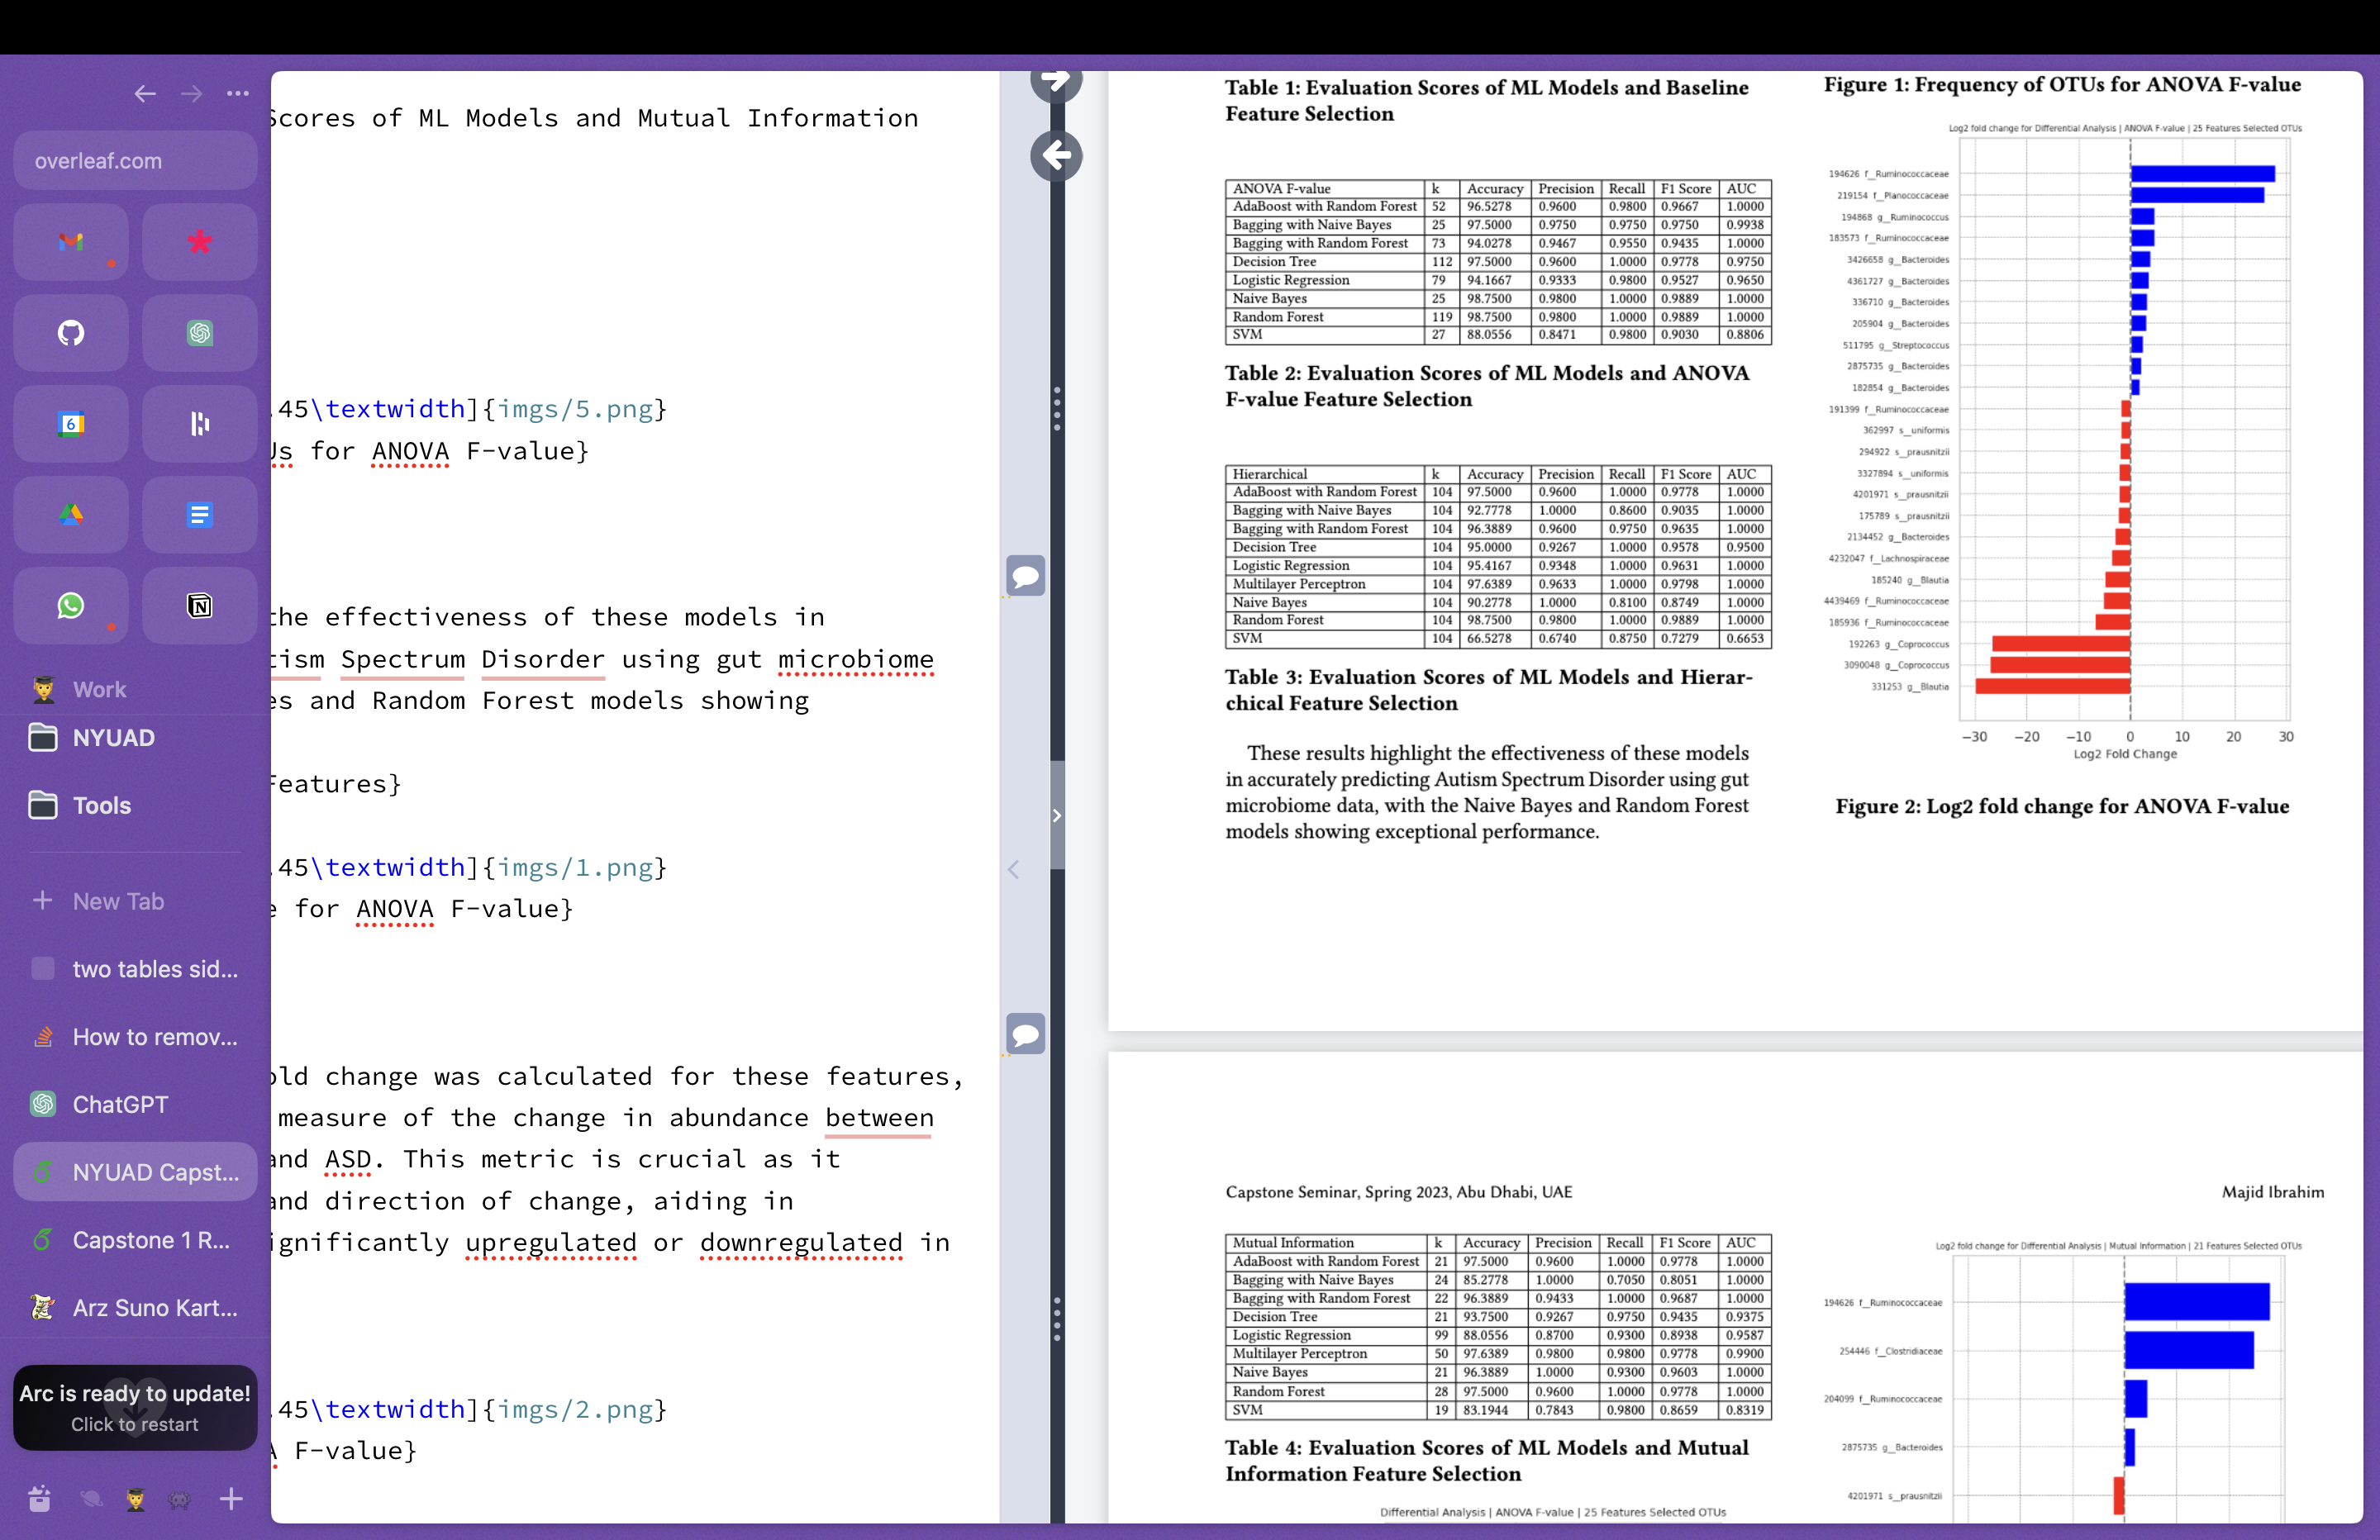 overleaf.com
6
Work
NYUAD
Tools
New Tab
two tables sid...
How to remov...
ChatGPT
NYUAD Capst...
Capstone 1 R...
Arz Suno Kart...
Arc is ready to update!
Click to restart
Scores of ML Models and Mutual Information
.45\textwidth]{imgs/5.png}
Us for ANOVA F-value}
the effectiveness of these models in
tism Spectrum Disorder using gut microbiome
es and Random Forest models showing
Features}
.45\textwidth]{imgs/1.png}
e for ANOVA F-value}
old change was calculated for these features,
measure of the change in abundance between
and ASD. This metric is crucial as it
and direction of change, aiding in
ignificantly upregulated or downregulated in
.45\textwidth]{imgs/2.png}
A F-value}
Table 1: Evaluation Scores of ML Models and Baseline
Feature Selection
ANOVA F-value k Accuracy Precision Recall F1 Score AUC
AdaBoost with Random Forest 52 96.5278 0.9600 0.9800 0.9667 1.0000
Bagging with Naive Bayes 25 97.5000 0.9750 0.9750 0.9750 0.9938
Bagging with Random Forest 73 94.0278 0.9467 0.9550 0.9435 1.0000
Decision Tree 112 97.5000 0.9600 1.0000 0.9778 0.9750
Logistic Regression 79 94.1667 0.9333 0.9800 0.9527 0.9650
Naive Bayes 25 98.7500 0.9800 1.0000 0.9889 1.0000
Random Forest 119 98.7500 0.9800 1.0000 0.9889 1.0000
SVM 27 88.0556 0.8471 0.9800 0.9030 0.8806
Table 2: Evaluation Scores of ML Models and ANOVA
F-value Feature Selection
Hierarchical k Accuracy Precision Recall F1 Score AUC
AdaBoost with Random Forest 104 97.5000 0.9600 1.0000 0.9778 1.0000
Bagging with Naive Bayes 104 92.7778 1.0000 0.8600 0.9035 1.0000
Bagging with Random Forest 104 96.3889 0.9600 0.9750 0.9635 1.0000
Decision Tree 104 95.0000 0.9267 1.0000 0.9578 0.9500
Logistic Regression 104 95.4167 0.9348 1.0000 0.9631 1.0000
Multilayer Perceptron 104 97.6389 0.9633 1.0000 0.9798 1.0000
Naive Bayes 104 90.2778 1.0000 0.8100 0.8749 1.0000
Random Forest 104 98.7500 0.9800 1.0000 0.9889 1.0000
SVM 104 66.5278 0.6740 0.8750 0.7279 0.6653
Table 3: Evaluation Scores of ML Models and Hierar-
chical Feature Selection
These results highlight the effectiveness of these models
in accurately predicting Autism Spectrum Disorder using gut
microbiome data, with the Naive Bayes and Random Forest
models showing exceptional performance.
Figure 1: Frequency of OTUs for ANOVA F-value
Log2 fold change for Differential Analysis | ANOVA F-value | 25 Features Selected OTUs
194626 f__Ruminococcaceae
219154 f__Planococcaceae
194868 g__Ruminococcus
183573 f__Ruminococcaceae
3426658 g__Bacteroides
4361727 g__Bacteroides
336710 g__Bacteroides
205904 g__Bacteroides
511795 g__Streptococcus
2875735 g__Bacteroides
182854 g__Bacteroides
191399 f__Ruminococcaceae
362997 s__uniformis
294922 s__prausnitzii
3327894 s__uniformis
4201971 s__prausnitzii
175789 s__prausnitzii
2134452 g__Bacteroides
4232047 f__Lachnospiraceae
185240 g__Blautia
4439469 f__Ruminococcaceae
185936 f__Ruminococcaceae
192263 g__Coprococcus
3090048 g__Coprococcus
331253 g__Blautia
−30 −20 −10 0 10 20 30
Log2 Fold Change
Figure 2: Log2 fold change for ANOVA F-value
Capstone Seminar, Spring 2023, Abu Dhabi, UAE
Majid Ibrahim
Mutual Information k Accuracy Precision Recall F1 Score AUC
AdaBoost with Random Forest 21 97.5000 0.9600 1.0000 0.9778 1.0000
Bagging with Naive Bayes 24 85.2778 1.0000 0.7050 0.8051 1.0000
Bagging with Random Forest 22 96.3889 0.9433 1.0000 0.9687 1.0000
Decision Tree 21 93.7500 0.9267 0.9750 0.9435 0.9375
Logistic Regression 99 88.0556 0.8700 0.9300 0.8938 0.9587
Multilayer Perceptron 50 97.6389 0.9800 0.9800 0.9778 0.9900
Naive Bayes 21 96.3889 1.0000 0.9300 0.9603 1.0000
Random Forest 28 97.5000 0.9600 1.0000 0.9778 1.0000
SVM 19 83.1944 0.7843 0.9800 0.8659 0.8319
Table 4: Evaluation Scores of ML Models and Mutual
Information Feature Selection
Differential Analysis | ANOVA F-value | 25 Features Selected OTUs
Log2 fold change for Differential Analysis | Mutual Information | 21 Features Selected OTUs
194626 f__Ruminococcaceae
254446 f__Clostridiaceae
204099 f__Ruminococcaceae
2875735 g__Bacteroides
4201971 s__prausnitzii